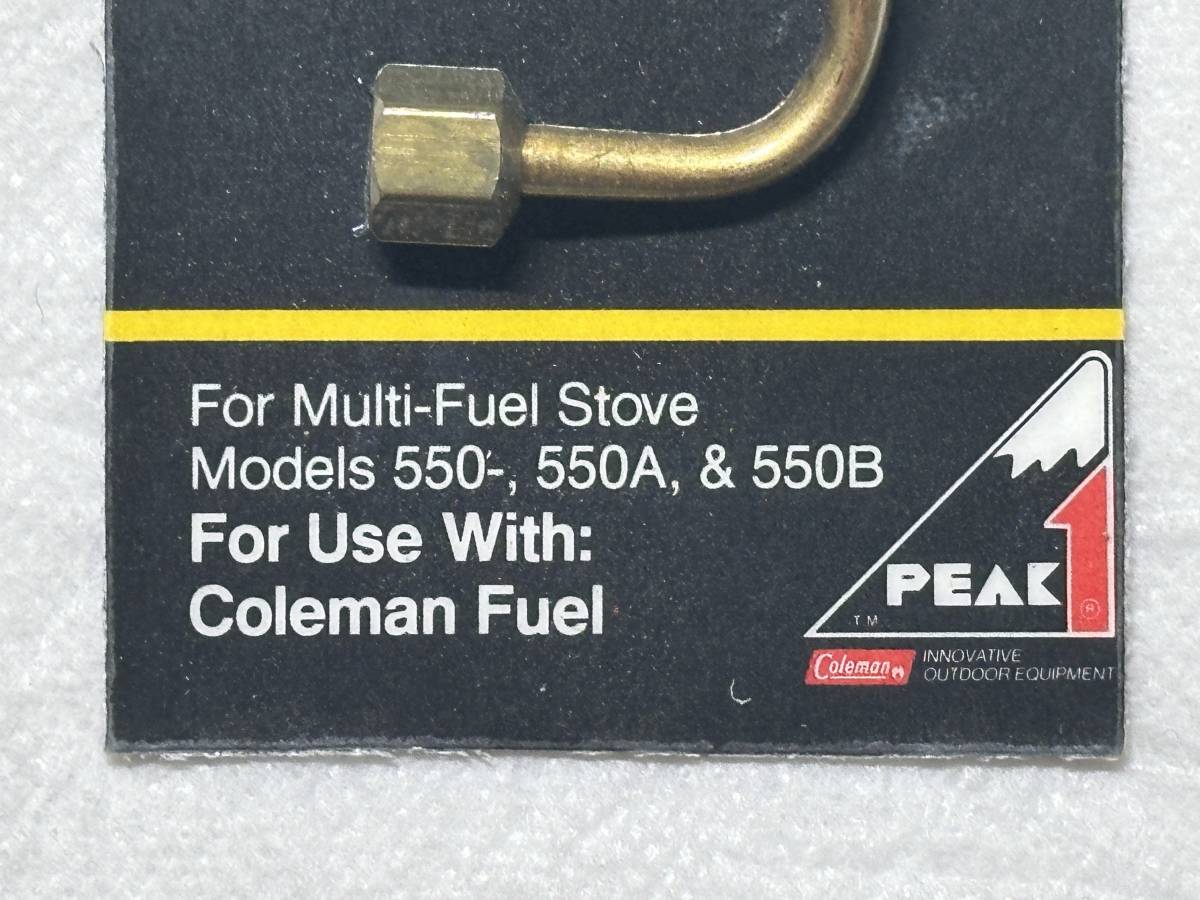 For Multi-Fuel Stove
Models 550-, 550A, & 550B
For Use With:
Coleman Fuel
PEAK 1 ®
TM
Coleman
INNOVATIVE
OUTDOOR EQUIPMENT